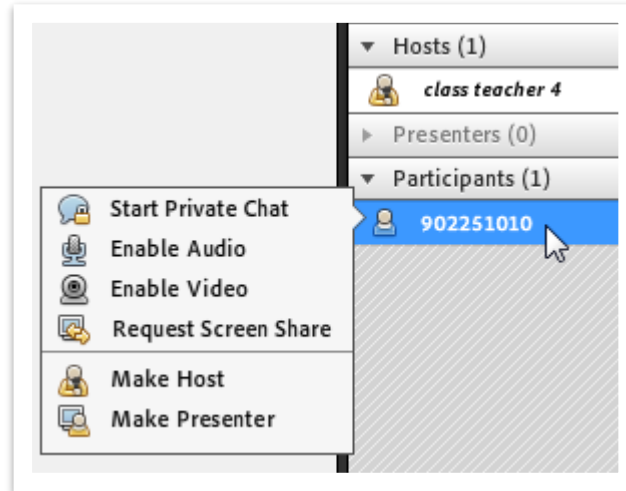 Hosts (1)
class teacher 4
Presenters (0)
Participants (1)
902251010
Start Private Chat
Enable Audio
Enable Video
Request Screen Share
Make Host
Make Presenter